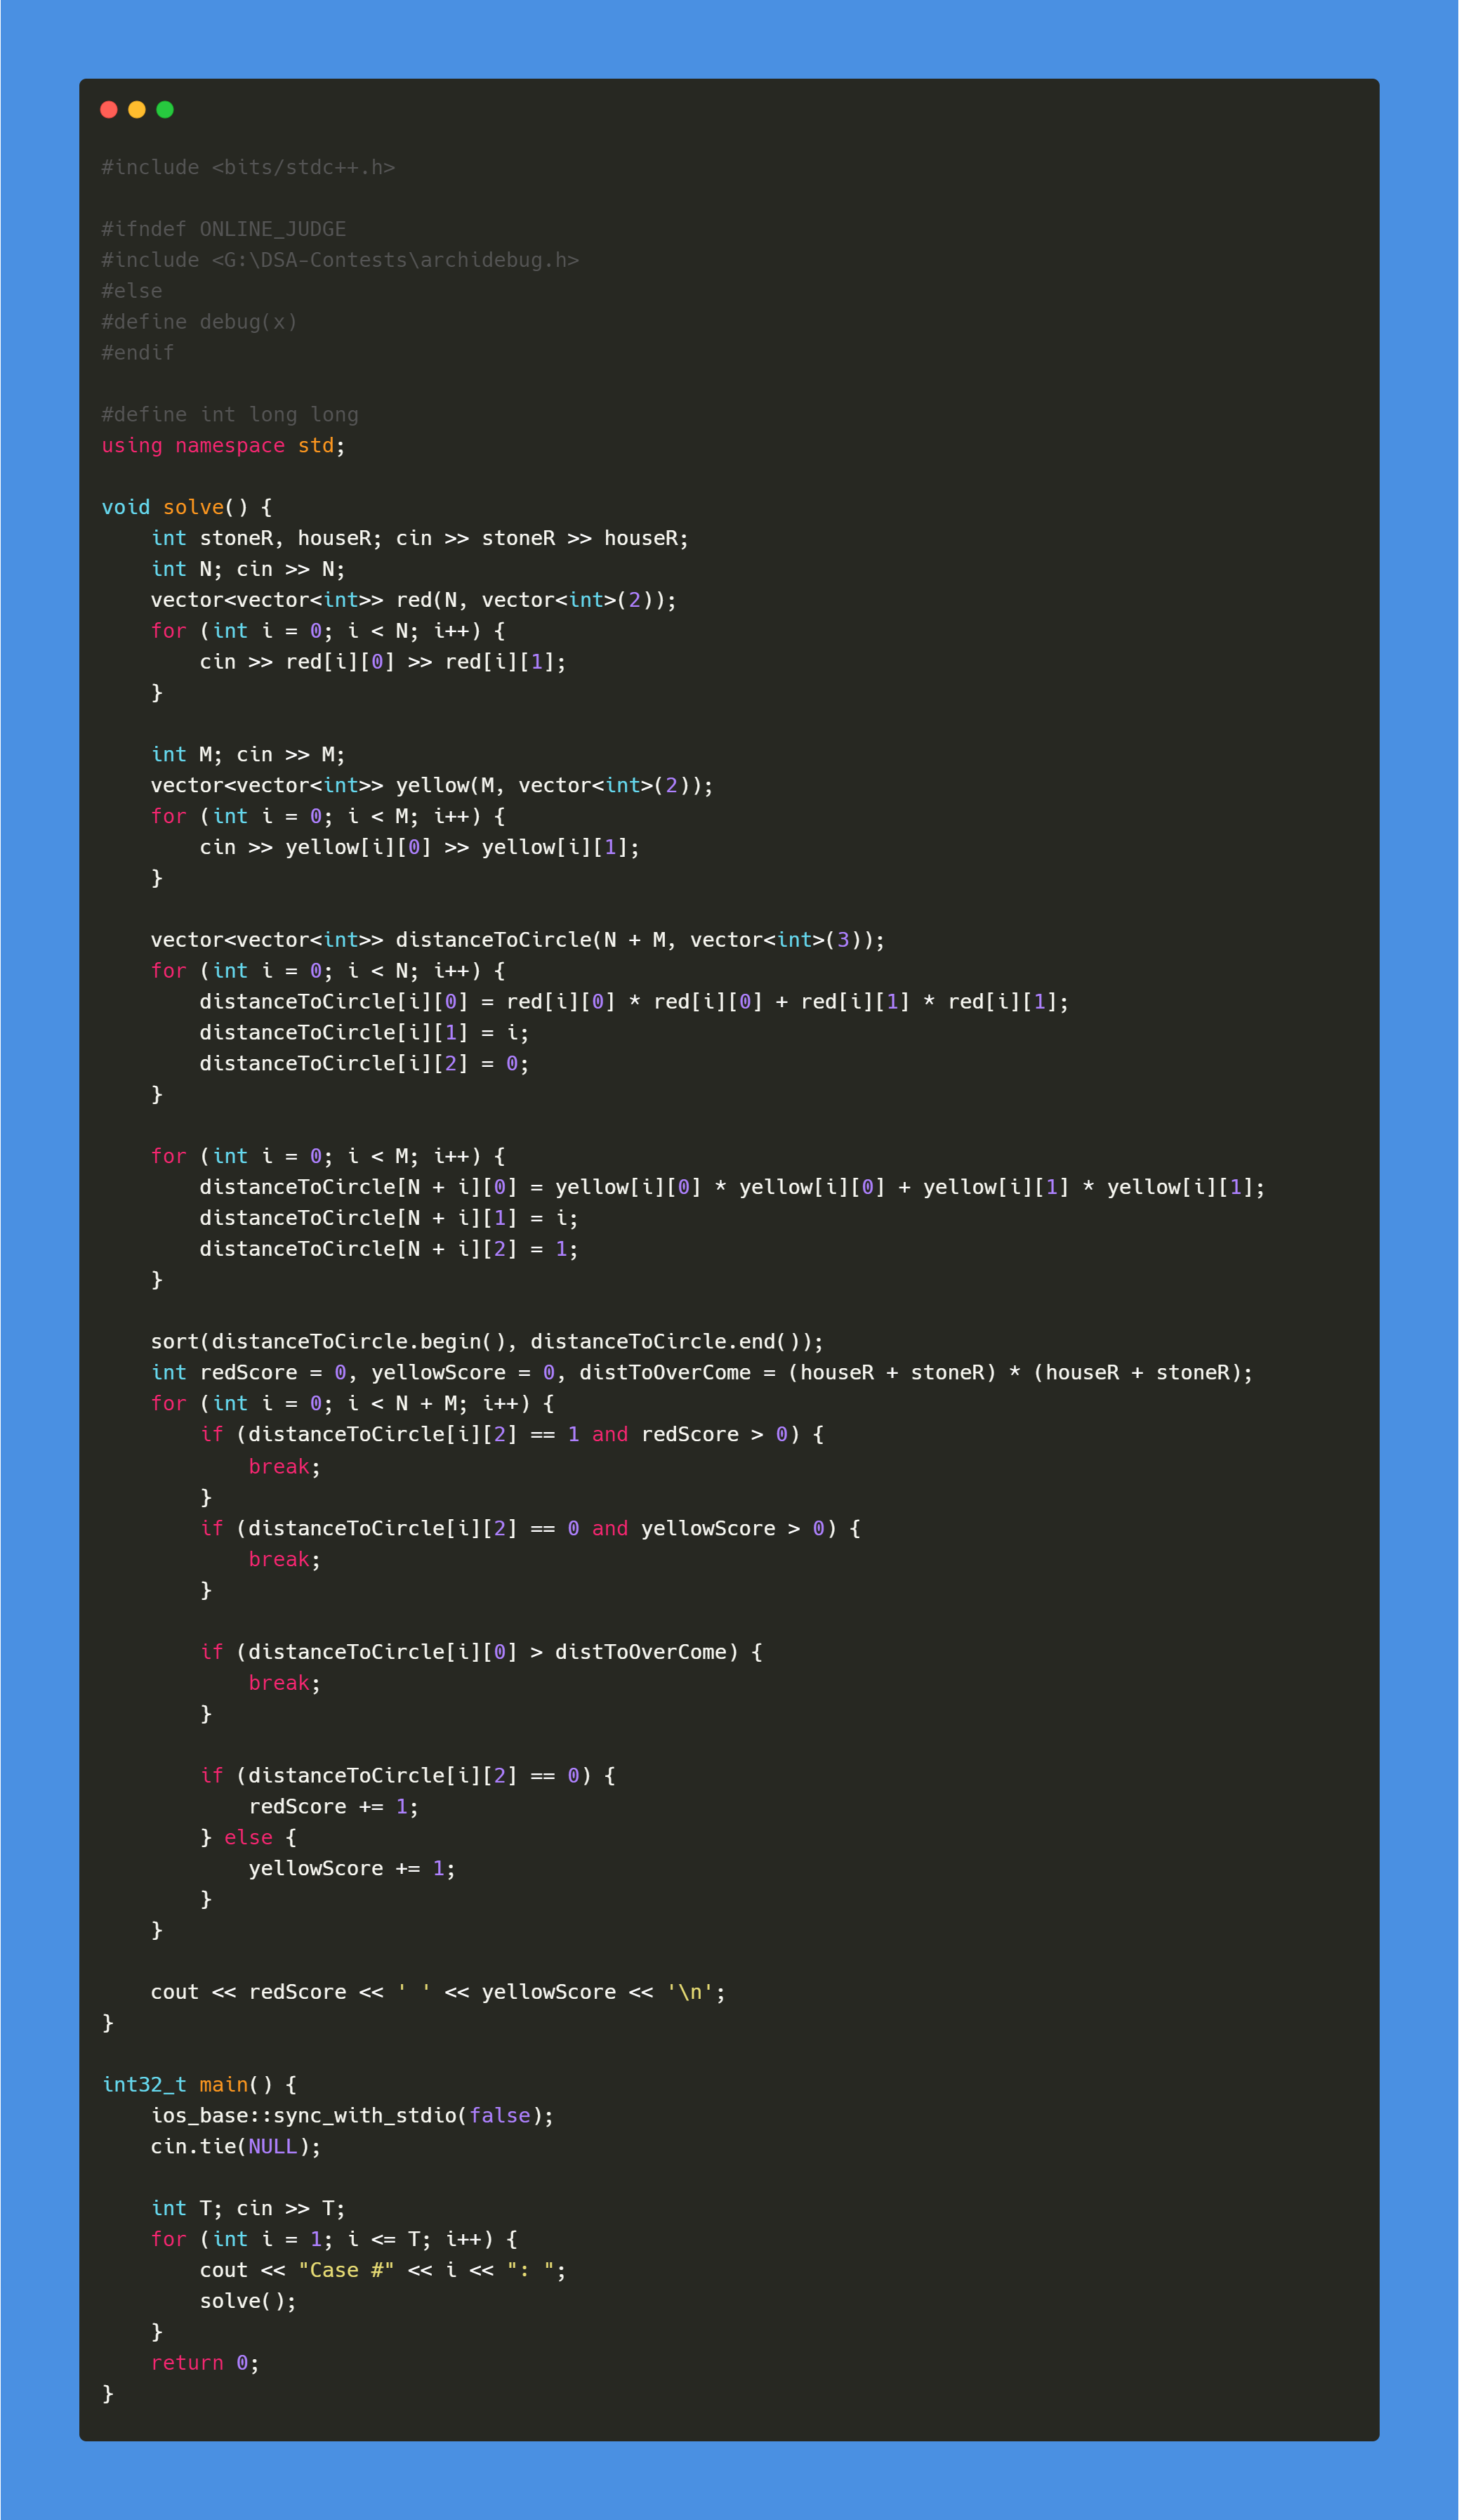 #include <bits/stdc++.h>

#ifndef ONLINE_JUDGE
#include <G:\DSA-Contests\archidebug.h>
#else
#define debug(x)
#endif

#define int long long
using namespace std;

void solve() {
    int stoneR, houseR; cin >> stoneR >> houseR;
    int N; cin >> N;
    vector<vector<int>> red(N, vector<int>(2));
    for (int i = 0; i < N; i++) {
        cin >> red[i][0] >> red[i][1];
    }

    int M; cin >> M;
    vector<vector<int>> yellow(M, vector<int>(2));
    for (int i = 0; i < M; i++) {
        cin >> yellow[i][0] >> yellow[i][1];
    }

    vector<vector<int>> distanceToCircle(N + M, vector<int>(3));
    for (int i = 0; i < N; i++) {
        distanceToCircle[i][0] = red[i][0] * red[i][0] + red[i][1] * red[i][1];
        distanceToCircle[i][1] = i;
        distanceToCircle[i][2] = 0;
    }

    for (int i = 0; i < M; i++) {
        distanceToCircle[N + i][0] = yellow[i][0] * yellow[i][0] + yellow[i][1] * yellow[i][1];
        distanceToCircle[N + i][1] = i;
        distanceToCircle[N + i][2] = 1;
    }

    sort(distanceToCircle.begin(), distanceToCircle.end());
    int redScore = 0, yellowScore = 0, distToOverCome = (houseR + stoneR) * (houseR + stoneR);
    for (int i = 0; i < N + M; i++) {
        if (distanceToCircle[i][2] == 1 and redScore > 0) {
            break;
        }
        if (distanceToCircle[i][2] == 0 and yellowScore > 0) {
            break;
        }

        if (distanceToCircle[i][0] > distToOverCome) {
            break;
        }

        if (distanceToCircle[i][2] == 0) {
            redScore += 1;
        } else {
            yellowScore += 1;
        }
    }

    cout << redScore << ' ' << yellowScore << '\n';
}

int32_t main() {
    ios_base::sync_with_stdio(false);
    cin.tie(NULL);

    int T; cin >> T;
    for (int i = 1; i <= T; i++) {
        cout << "Case #" << i << ": ";
        solve();
    }
    return 0;
}